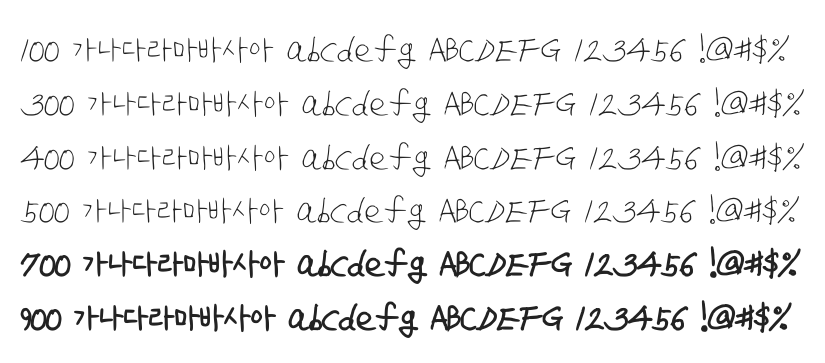 100 가나다라마바사아 abcdefg ABCDEFG 123456 !@#$%
300 가나다라마바사아 abcdefg ABCDEFG 123456 !@#$%
400 가나다라마바사아 abcdefg ABCDEFG 123456 !@#$%
500 가나다라마바사아 abcdefg ABCDEFG 123456 !@#$%
700 가나다라마바사아 abcdefg ABCDEFG 123456 !@#$%
900 가나다라마바사아 abcdefg ABCDEFG 123456 !@#$%